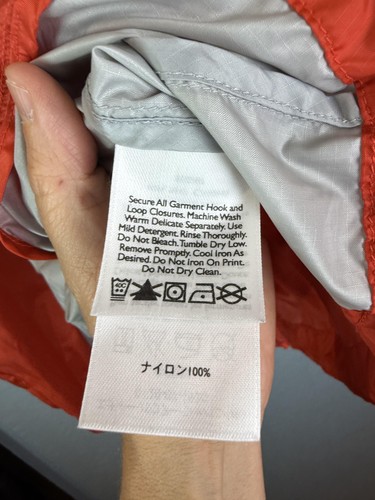 Secure All Garment Hook and
Loop Closures. Machine Wash
Warm Delicate Separately. Use
Mild Detergent. Rinse Thoroughly.
Do Not Bleach. Tumble Dry Low.
Remove Promptly. Cool Iron As
Desired. Do Not Iron On Print.
Do Not Dry Clean.
40C
ナイロン100%